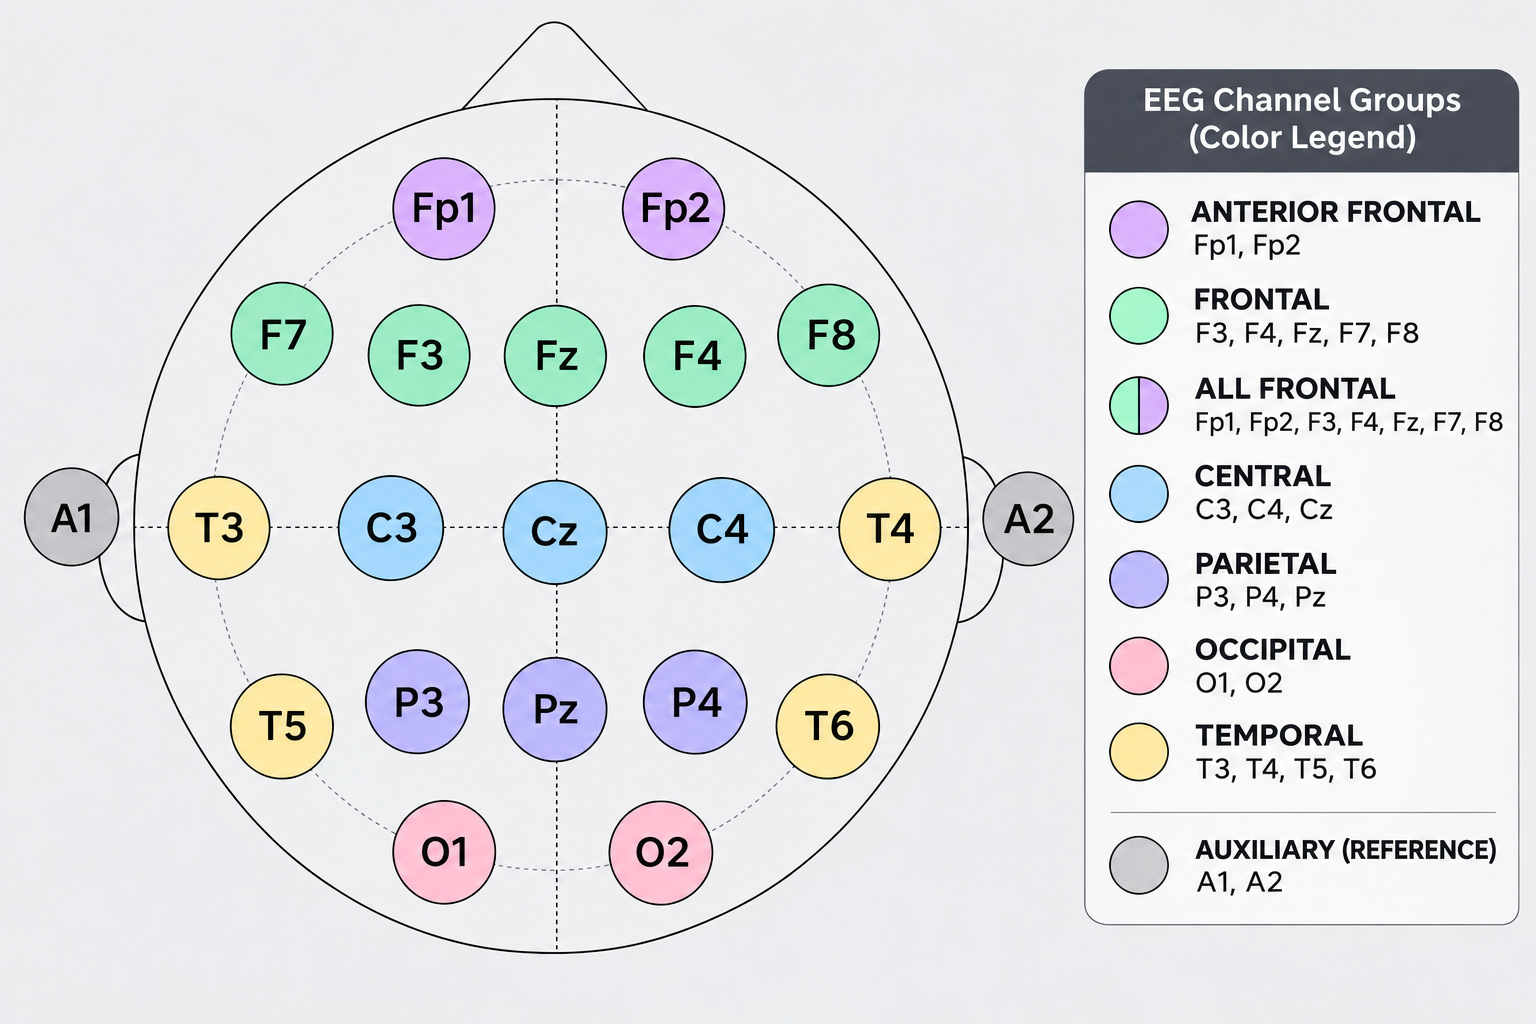 Fp1 Fp2
F7 F3 Fz F4 F8
A1 T3 C3 Cz C4 T4 A2
T5 P3 Pz P4 T6
O1 O2
EEG Channel Groups
(Color Legend)
ANTERIOR FRONTAL
Fp1, Fp2
FRONTAL
F3, F4, Fz, F7, F8
ALL FRONTAL
Fp1, Fp2, F3, F4, Fz, F7, F8
CENTRAL
C3, C4, Cz
PARIETAL
P3, P4, Pz
OCCIPITAL
O1, O2
TEMPORAL
T3, T4, T5, T6
AUXILIARY (REFERENCE)
A1, A2